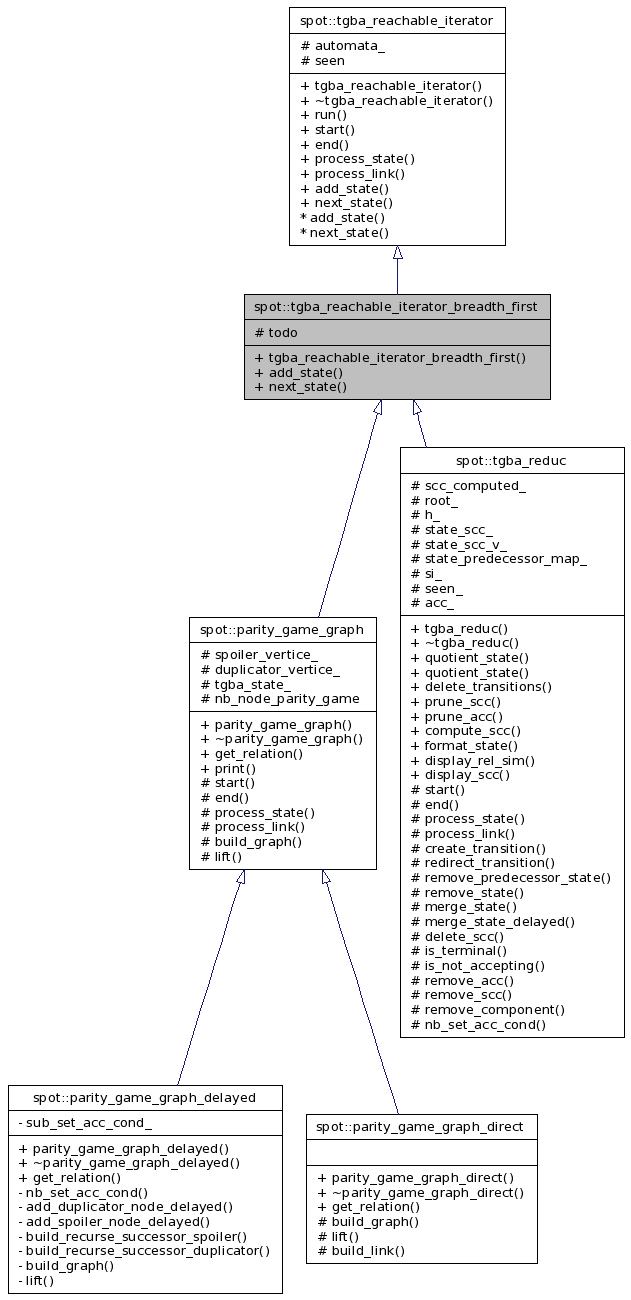 spot::tgba_reachable_iterator
# automata_
# seen
+ tgba_reachable_iterator()
+ ~tgba_reachable_iterator()
+ run()
+ start()
+ end()
+ process_state()
+ process_link()
+ add_state()
+ next_state()
* add_state()
* next_state()
spot::tgba_reachable_iterator_breadth_first
# todo
+ tgba_reachable_iterator_breadth_first()
+ add_state()
+ next_state()
spot::tgba_reduc
# scc_computed_
# root_
# h_
# state_scc_
# state_scc_v_
# state_predecessor_map_
# si_
# seen_
# acc_
+ tgba_reduc()
+ ~tgba_reduc()
+ quotient_state()
+ quotient_state()
+ delete_transitions()
+ prune_scc()
+ prune_acc()
+ compute_scc()
+ format_state()
+ display_rel_sim()
+ display_scc()
# start()
# end()
# process_state()
# process_link()
# create_transition()
# redirect_transition()
# remove_predecessor_state()
# remove_state()
# merge_state()
# merge_state_delayed()
# delete_scc()
# is_terminal()
# is_not_accepting()
# remove_acc()
# remove_scc()
# remove_component()
# nb_set_acc_cond()
spot::parity_game_graph
# spoiler_vertice_
# duplicator_vertice_
# tgba_state_
# nb_node_parity_game
+ parity_game_graph()
+ ~parity_game_graph()
+ get_relation()
+ print()
# start()
# end()
# process_state()
# process_link()
# build_graph()
# lift()
spot::parity_game_graph_delayed
- sub_set_acc_cond_
+ parity_game_graph_delayed()
+ ~parity_game_graph_delayed()
+ get_relation()
- nb_set_acc_cond()
- add_duplicator_node_delayed()
- add_spoiler_node_delayed()
- build_recurse_successor_spoiler()
- build_recurse_successor_duplicator()
- build_graph()
- lift()
spot::parity_game_graph_direct
+ parity_game_graph_direct()
+ ~parity_game_graph_direct()
+ get_relation()
# build_graph()
# lift()
# build_link()